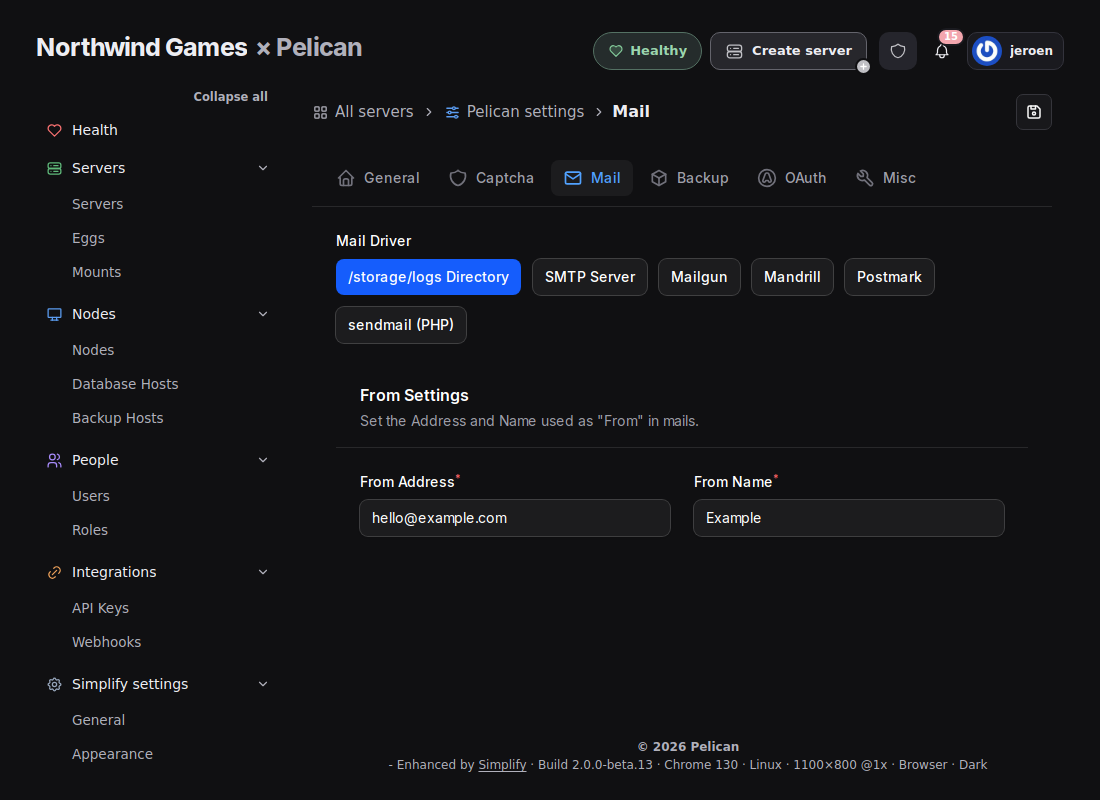 Northwind Games × Pelican
Healthy
Create server
15
jeroen
Collapse all
Health
Servers
Servers
Eggs
Mounts
Nodes
Nodes
Database Hosts
Backup Hosts
People
Users
Roles
Integrations
API Keys
Webhooks
Simplify settings
General
Appearance
All servers > Pelican settings > Mail
General Captcha Mail Backup OAuth Misc
Mail Driver
/storage/logs Directory SMTP Server Mailgun Mandrill Postmark
sendmail (PHP)
From Settings
Set the Address and Name used as "From" in mails.
From Address* From Name*
hello@example.com Example
© 2026 Pelican
- Enhanced by Simplify · Build 2.0.0-beta.13 · Chrome 130 · Linux · 1100×800 @1x · Browser · Dark